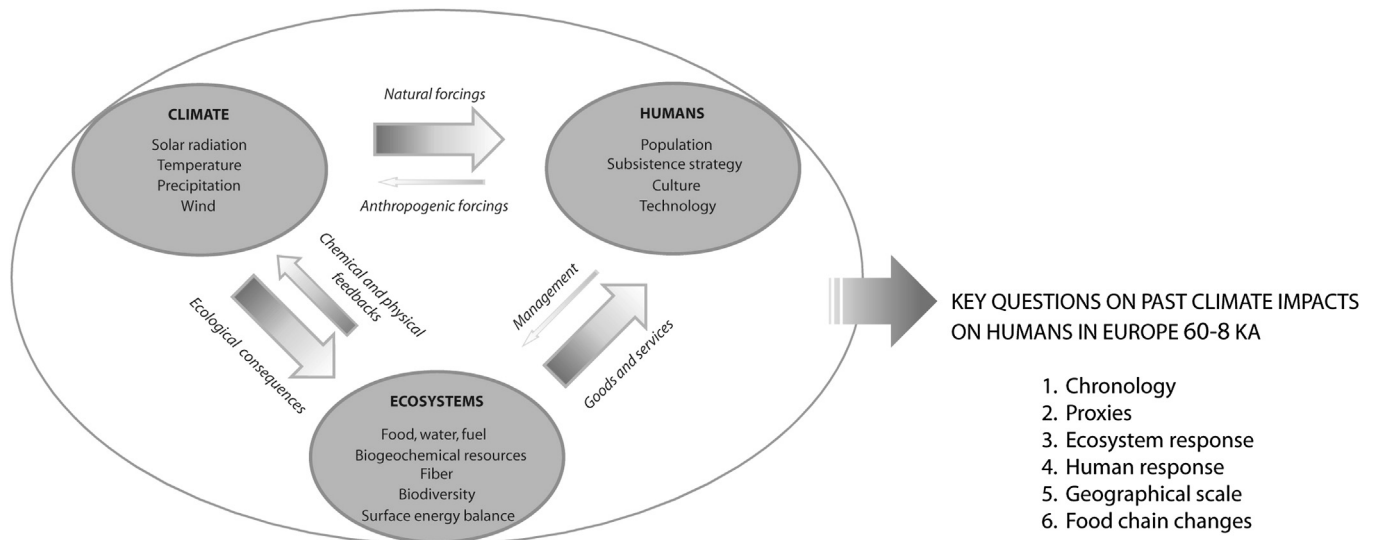 CLIMATE
Solar radiation
Temperature
Precipitation
Wind
Natural forcings
Anthropogenic forcings
HUMANS
Population
Subsistence strategy
Culture
Technology
Chemical and physical
feedbacks
Ecological consequences
Management
Goods and services
ECOSYSTEMS
Food, water, fuel
Biogeochemical resources
Fiber
Biodiversity
Surface energy balance
KEY QUESTIONS ON PAST CLIMATE IMPACTS
ON HUMANS IN EUROPE 60-8 KA
1. Chronology
2. Proxies
3. Ecosystem response
4. Human response
5. Geographical scale
6. Food chain changes